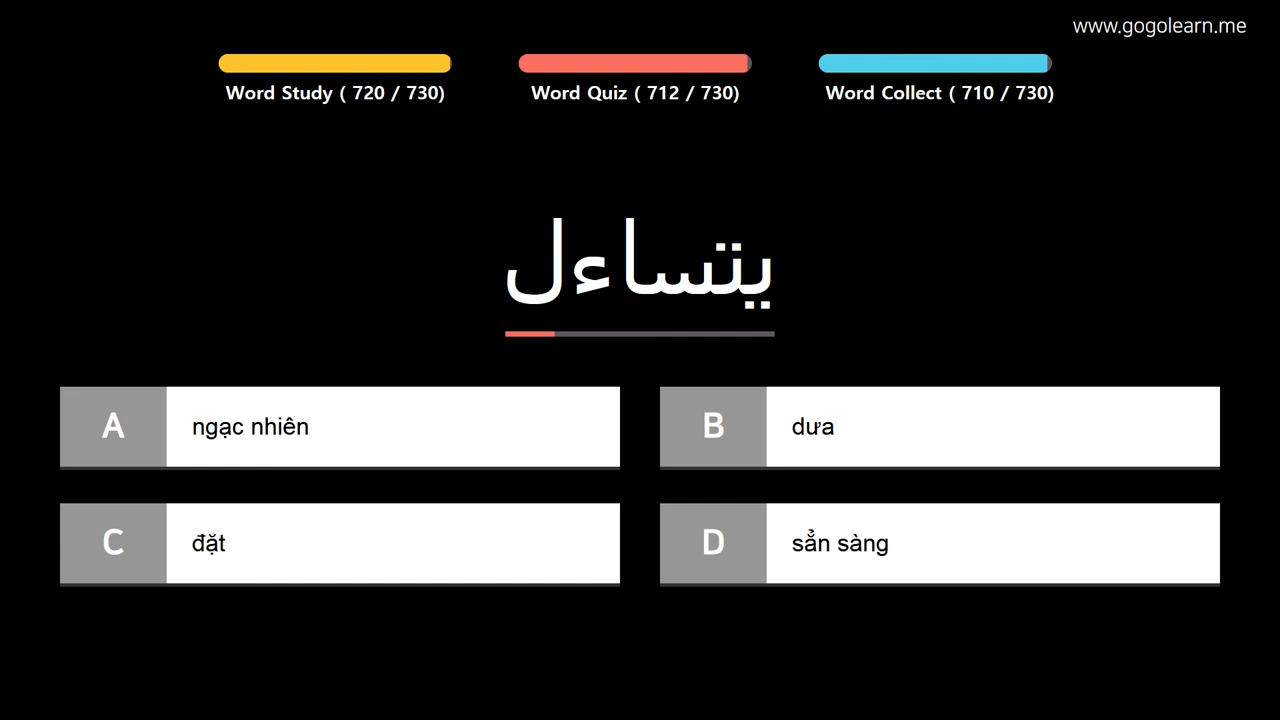 www.gogolearn.me
Word Study ( 720 / 730)
Word Quiz ( 712 / 730)
Word Collect ( 710 / 730)
يتساءل
A ngạc nhiên
B dưa
C đặt
D sẳn sàng